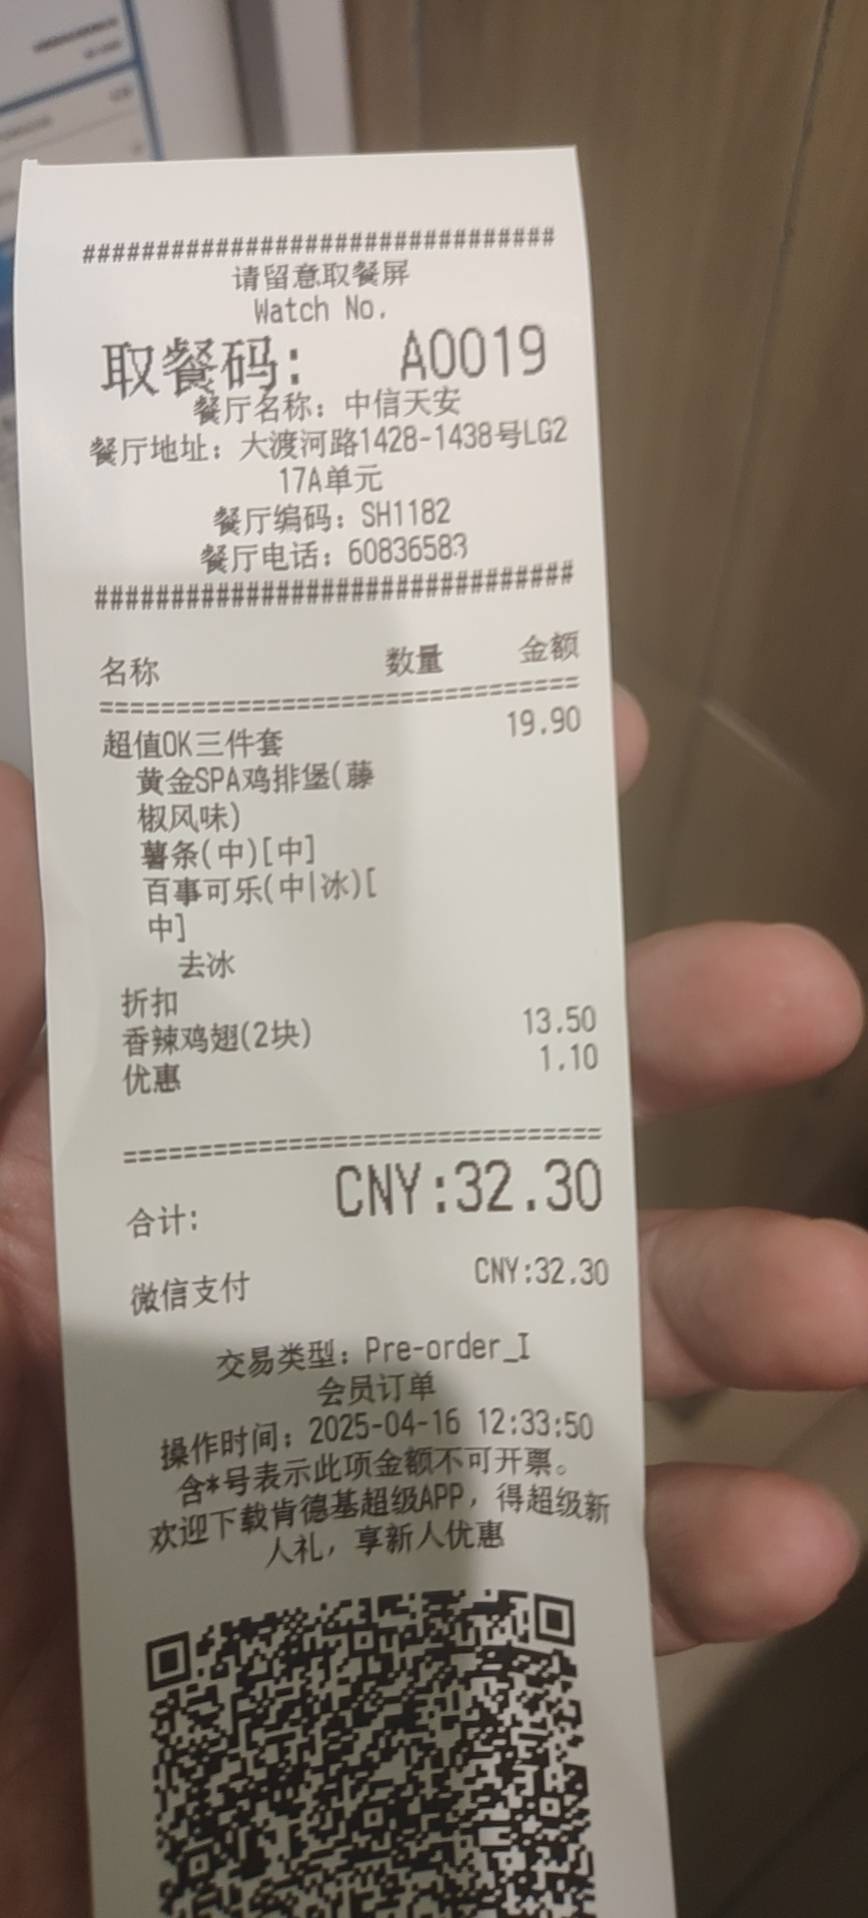 ################################
请留意取餐屏
Watch No.
取餐码: A0019
餐厅名称：中信天安
餐厅地址：大渡河路1428-1438号LG2
17A单元
餐厅编码：SH1182
餐厅电话：60836583
################################
名称 数量 金额
================================
超值OK三件套 19.90
黄金SPA鸡排堡(藤
椒风味)
薯条(中)[中]
百事可乐(中|冰)[
中]
去冰
折扣
香辣鸡翅(2块) 13.50
优惠 1.10
================================
合计: CNY:32.30
微信支付 CNY:32.30
交易类型：Pre-order_I
会员订单
操作时间：2025-04-16 12:33:50
含*号表示此项金额不可开票。
欢迎下载肯德基超级APP，得超级新
人礼，享新人优惠